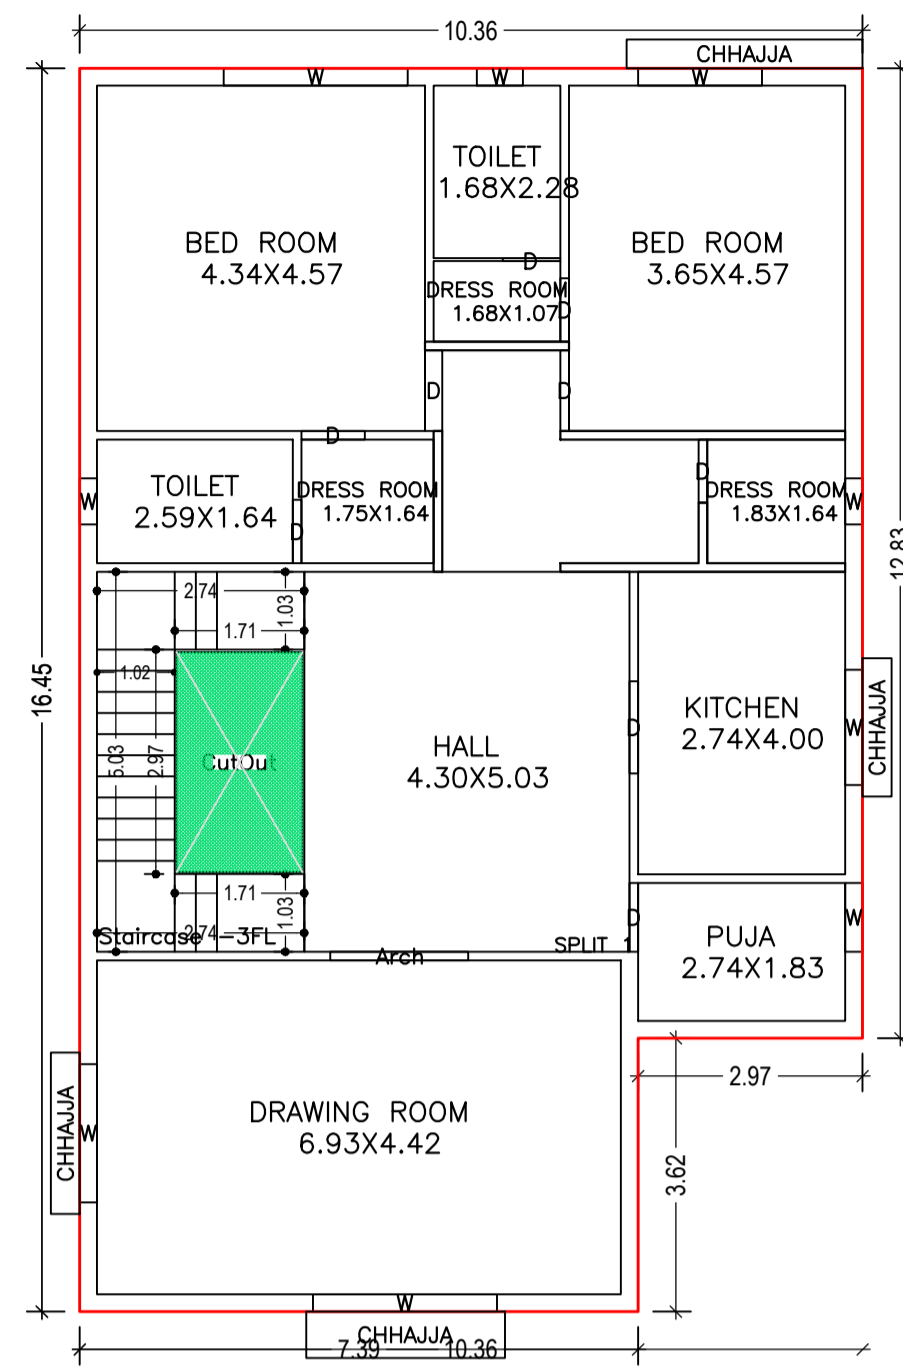 10.36
CHHAJJA
W
W
W
TOILET
1.68X2.28
BED ROOM
4.34X4.57
BED ROOM
3.65X4.57
D
DRESS ROOM
1.68X1.07
D
D
D
D
TOILET
2.59X1.64
DRESS ROOM
1.75X1.64
D
DRESS ROOM
1.83X1.64
W
W
D
12.83
2.74
1.03
1.71
16.45
1.02
5.03
2.97
CutOut
HALL
4.30X5.03
D
KITCHEN
2.74X4.00
W
CHHAJJA
1.71
1.03
2.74
Staircase -3FL
Arch
SPLIT 1
D
PUJA
2.74X1.83
W
2.97
CHHAJJA
W
DRAWING ROOM
6.93X4.42
3.62
W
CHHAJJA
7.39
10.36